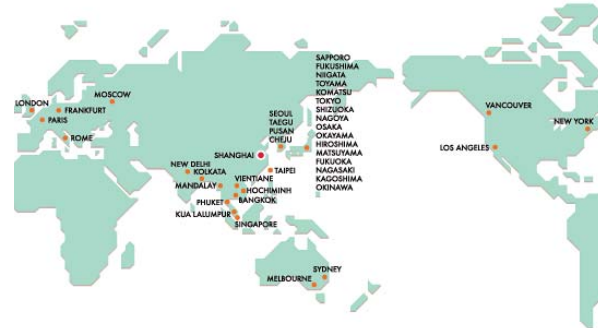 SAPPORO
FUKUSHIMA
NIIGATA
TOYAMA
KOMATSU
TOKYO
SHIZUOKA
NAGOYA
OSAKA
OKAYAMA
HIROSHIMA
MATSUYAMA
FUKUOKA
NAGASAKI
KAGOSHIMA
OKINAWA
MOSCOW
LONDON
FRANKFURT
PARIS
ROME
SEOUL
TAEGU
PUSAN
CHEJU
SHANGHAI
NEW DELHI
KOLKATA
TAIPEI
MANDALAY
VIENTIANE
HOCHIMINH
BANGKOK
PHUKET
KUA LALUMPUR
SINGAPORE
SYDNEY
MELBOURNE
VANCOUVER
NEW YORK
LOS ANGELES